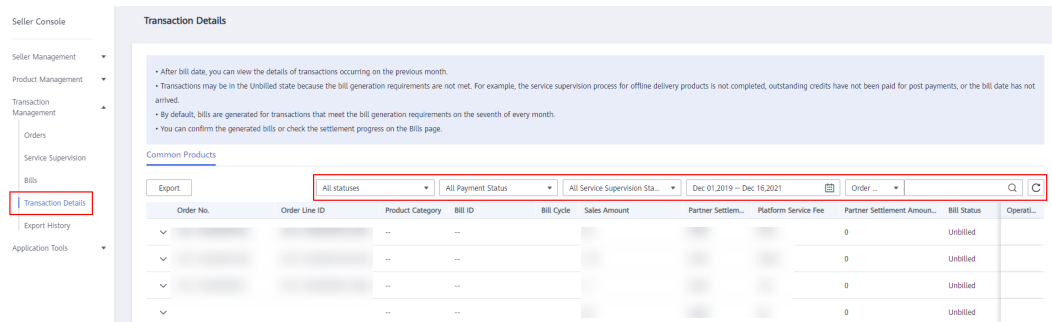 Seller Console
Seller Management
Product Management
Transaction
Management
Orders
Service Supervision
Bills
Transaction Details
Export History
Application Tools
Transaction Details
• After bill date, you can view the details of transactions occurring on the previous month.
• Transactions may be in the Unbilled state because the bill generation requirements are not met. For example, the service supervision process for offline delivery products is not completed, outstanding credits have not been paid for post payments, or the bill date has not
arrived.
• By default, bills are generated for transactions that meet the bill generation requirements on the seventh of every month.
• You can confirm the generated bills or check the settlement progress on the Bills page.
Common Products
Export All statuses All Payment Status All Service Supervision Sta... Dec 01,2019 – Dec 16,2021 Order ...
Order No. Order Line ID Product Category Bill ID Bill Cycle Sales Amount Partner Settlem... Platform Service Fee Partner Settlement Amoun... Bill Status Operati...
-- -- 0 Unbilled
-- -- 0 Unbilled
-- -- 0 Unbilled
-- -- 0 Unbilled